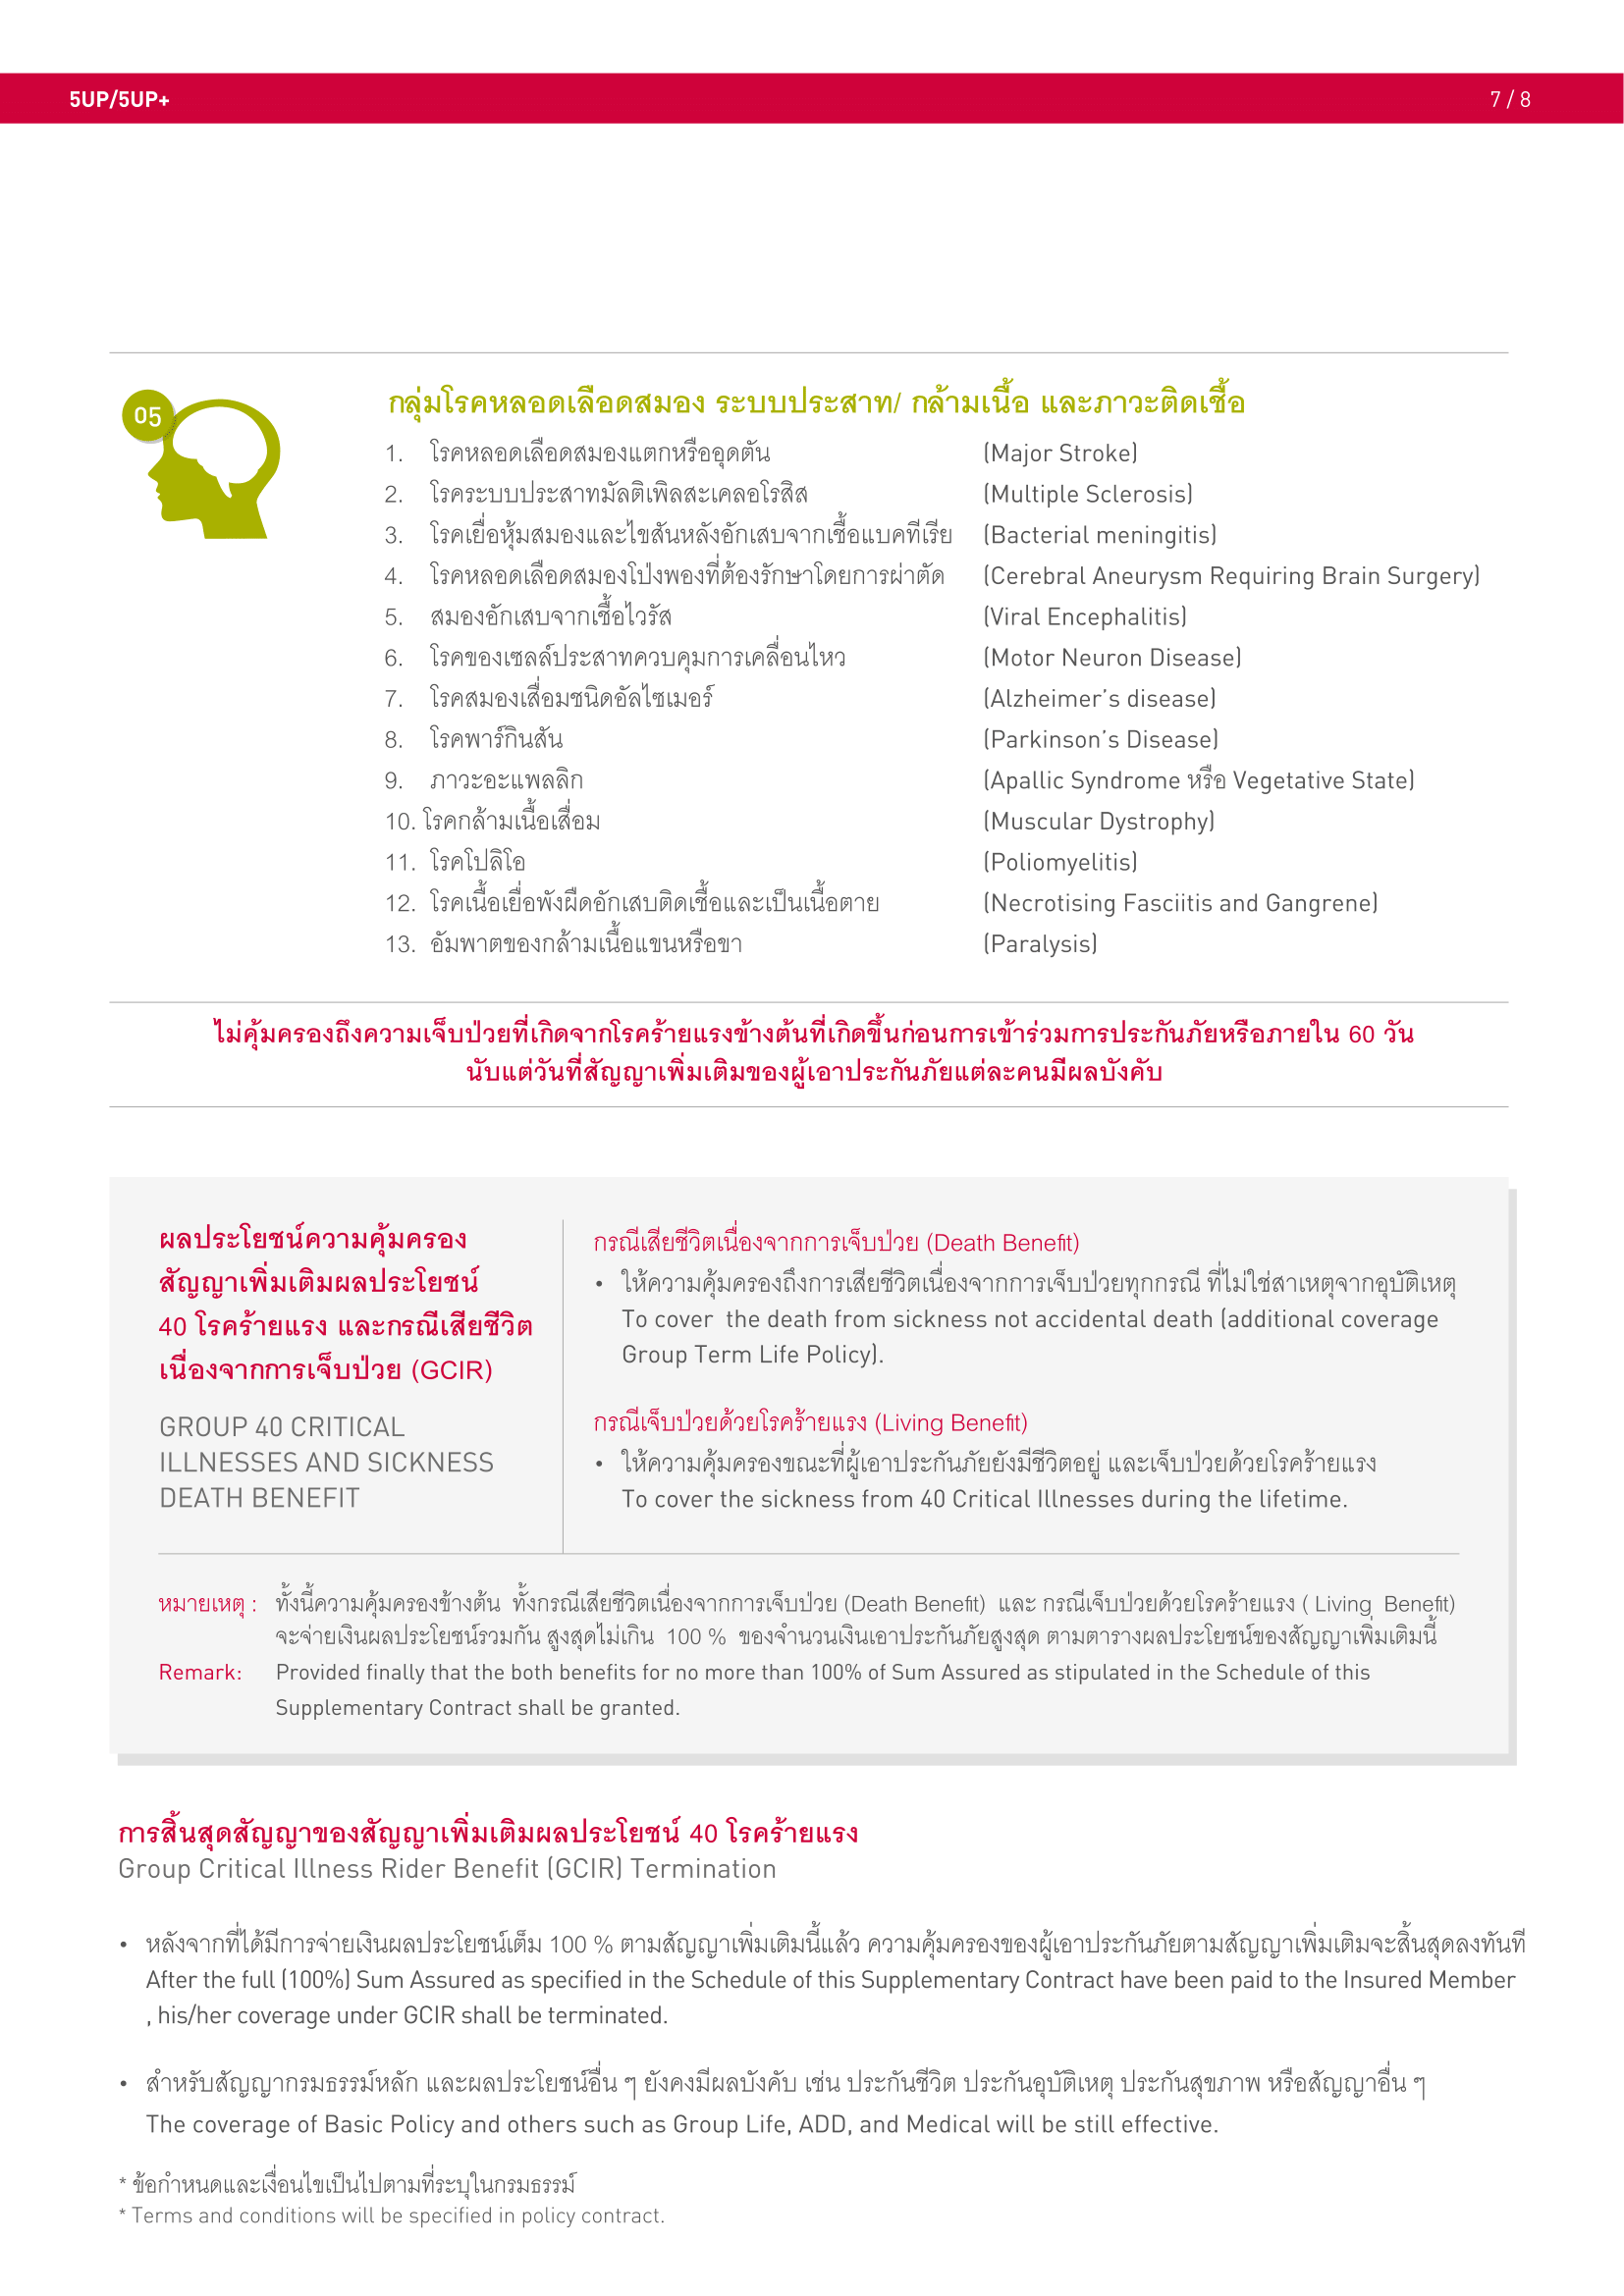 5UP/5UP+ 7 / 8
05
กลุ่มโรคหลอดเลือดสมอง ระบบประสาท/ กล้ามเนื้อ และภาวะติดเชื้อ
1. โรคหลอดเลือดสมองแตกหรืออุดตัน (Major Stroke)
2. โรคระบบประสาทมัลติเพิลสะเคลอโรสิส (Multiple Sclerosis)
3. โรคเยื่อหุ้มสมองและไขสันหลังอักเสบจากเชื้อแบคทีเรีย (Bacterial meningitis)
4. โรคหลอดเลือดสมองโป่งพองที่ต้องรักษาโดยการผ่าตัด (Cerebral Aneurysm Requiring Brain Surgery)
5. สมองอักเสบจากเชื้อไวรัส (Viral Encephalitis)
6. โรคของเซลล์ประสาทควบคุมการเคลื่อนไหว (Motor Neuron Disease)
7. โรคสมองเสื่อมชนิดอัลไซเมอร์ (Alzheimer’s disease)
8. โรคพาร์กินสัน (Parkinson’s Disease)
9. ภาวะอะแพลลิก (Apallic Syndrome หรือ Vegetative State)
10. โรคกล้ามเนื้อเสื่อม (Muscular Dystrophy)
11. โรคโปลิโอ (Poliomyelitis)
12. โรคเนื้อเยื่อพังผืดอักเสบติดเชื้อและเป็นเนื้อตาย (Necrotising Fasciitis and Gangrene)
13. อัมพาตของกล้ามเนื้อแขนหรือขา (Paralysis)
ไม่คุ้มครองถึงความเจ็บป่วยที่เกิดจากโรคร้ายแรงข้างต้นที่เกิดขึ้นก่อนการเข้าร่วมการประกันภัยหรือภายใน 60 วัน
นับแต่วันที่สัญญาเพิ่มเติมของผู้เอาประกันภัยแต่ละคนมีผลบังคับ
ผลประโยชน์ความคุ้มครอง
สัญญาเพิ่มเติมผลประโยชน์
40 โรคร้ายแรง และกรณีเสียชีวิต
เนื่องจากการเจ็บป่วย (GCIR)
GROUP 40 CRITICAL
ILLNESSES AND SICKNESS
DEATH BENEFIT
กรณีเสียชีวิตเนื่องจากการเจ็บป่วย (Death Benefit)
• ให้ความคุ้มครองถึงการเสียชีวิตเนื่องจากการเจ็บป่วยทุกกรณี ที่ไม่ใช่สาเหตุจากอุบัติเหตุ
To cover the death from sickness not accidental death (additional coverage
Group Term Life Policy).
กรณีเจ็บป่วยด้วยโรคร้ายแรง (Living Benefit)
• ให้ความคุ้มครองขณะที่ผู้เอาประกันภัยยังมีชีวิตอยู่ และเจ็บป่วยด้วยโรคร้ายแรง
To cover the sickness from 40 Critical Illnesses during the lifetime.
หมายเหตุ : ทั้งนี้ความคุ้มครองข้างต้น ทั้งกรณีเสียชีวิตเนื่องจากการเจ็บป่วย (Death Benefit) และ กรณีเจ็บป่วยด้วยโรคร้ายแรง ( Living Benefit)
จะจ่ายเงินผลประโยชน์รวมกัน สูงสุดไม่เกิน 100 % ของจำนวนเงินเอาประกันภัยสูงสุด ตามตารางผลประโยชน์ของสัญญาเพิ่มเติมนี้
Remark: Provided finally that the both benefits for no more than 100% of Sum Assured as stipulated in the Schedule of this
Supplementary Contract shall be granted.
การสิ้นสุดสัญญาของสัญญาเพิ่มเติมผลประโยชน์ 40 โรคร้ายแรง
Group Critical Illness Rider Benefit (GCIR) Termination
• หลังจากที่ได้มีการจ่ายเงินผลประโยชน์เต็ม 100 % ตามสัญญาเพิ่มเติมนี้แล้ว ความคุ้มครองของผู้เอาประกันภัยตามสัญญาเพิ่มเติมจะสิ้นสุดลงทันที
After the full (100%) Sum Assured as specified in the Schedule of this Supplementary Contract have been paid to the Insured Member
, his/her coverage under GCIR shall be terminated.
• สำหรับสัญญากรมธรรม์หลัก และผลประโยชน์อื่น ๆ ยังคงมีผลบังคับ เช่น ประกันชีวิต ประกันอุบัติเหตุ ประกันสุขภาพ หรือสัญญาอื่น ๆ
The coverage of Basic Policy and others such as Group Life, ADD, and Medical will be still effective.
* ข้อกำหนดและเงื่อนไขเป็นไปตามที่ระบุในกรมธรรม์
* Terms and conditions will be specified in policy contract.